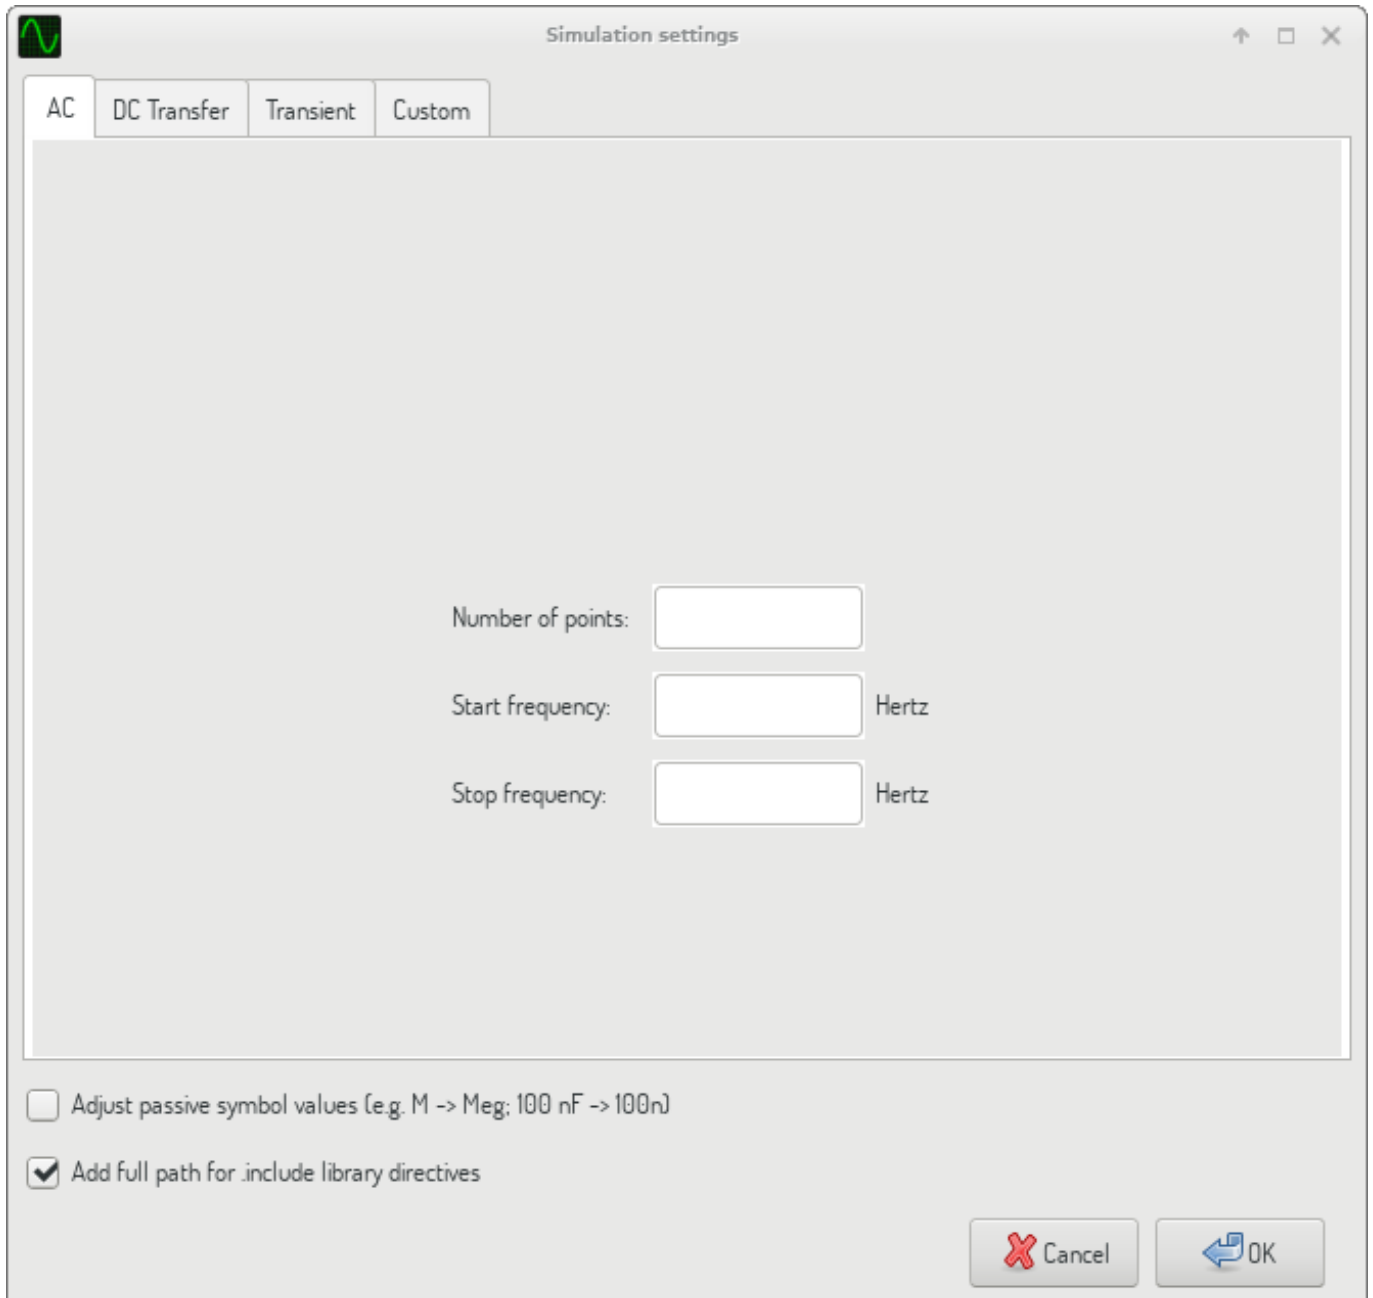 Simulation settings
AC DC Transfer Transient Custom
Number of points:
Start frequency: Hertz
Stop frequency: Hertz
Adjust passive symbol values (e.g. M -> Meg; 100 nF -> 100n)
Add full path for .include library directives
Cancel OK